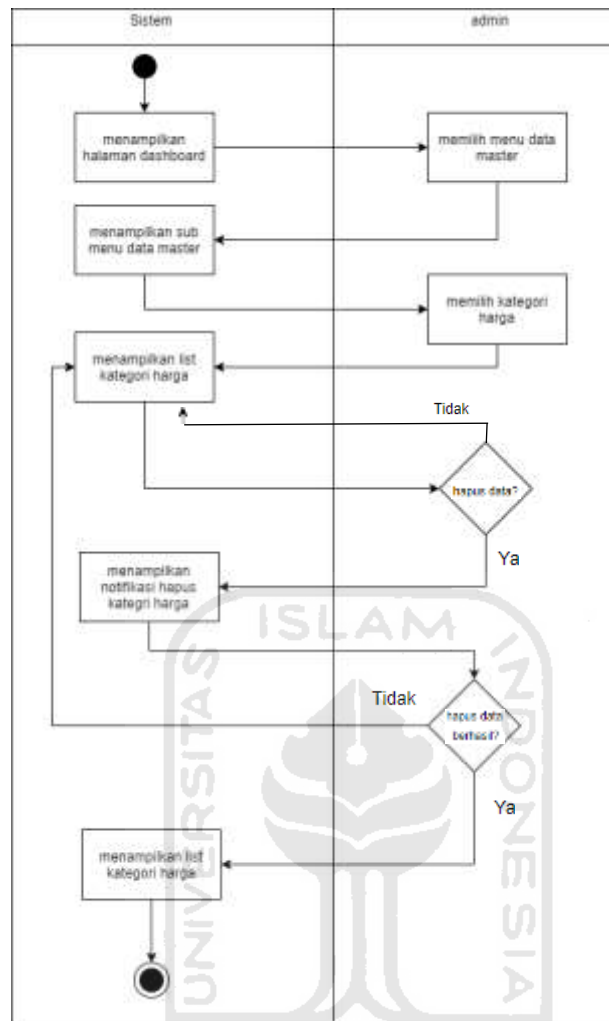 Sistem
admin
menampilkan
halaman dashboard
memilih menu data
master
menampilkan sub
menu data master
memilih kategori
harga
menampilkan list
kategori harga
Tidak
hapus data?
Ya
menampilkan
notifikasi hapus
kategri harga
Tidak
hapus data
berhasil?
Ya
menampilkan list
kategori harga
UNIVERSITAS
ISLAM
INDONESIA